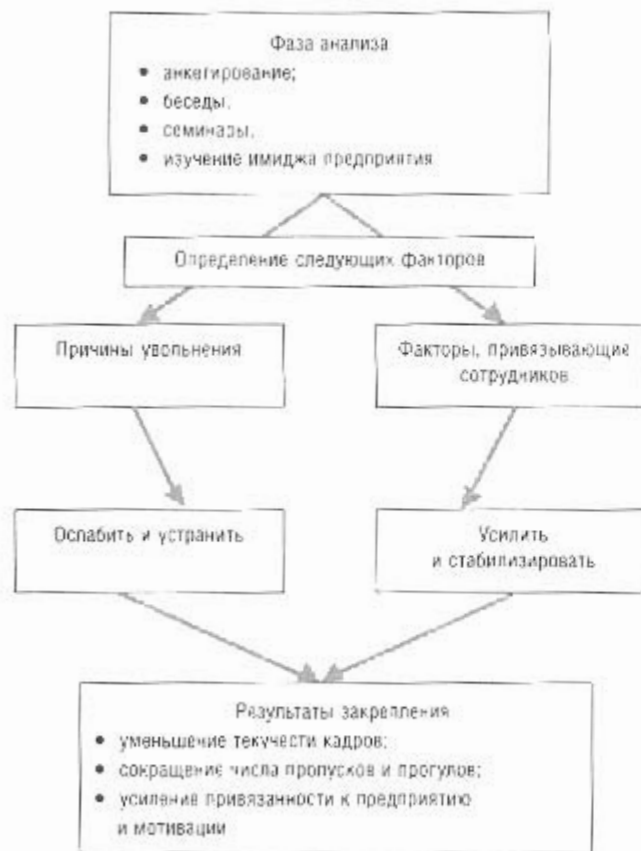 Фаза анализа
• анкетирование;
• беседы,
• семинары,
• изучение имиджа предприятия
Определение следующих факторов
Причины увольнения
Факторы, привязывающие
сотрудников
Ослабить и устранить
Усилить
и стабилизировать
Результаты закрепления
• уменьшение текучести кадров;
• сокращение числа пропусков и прогулов;
• усиление привязанности к предприятию
и мотивации